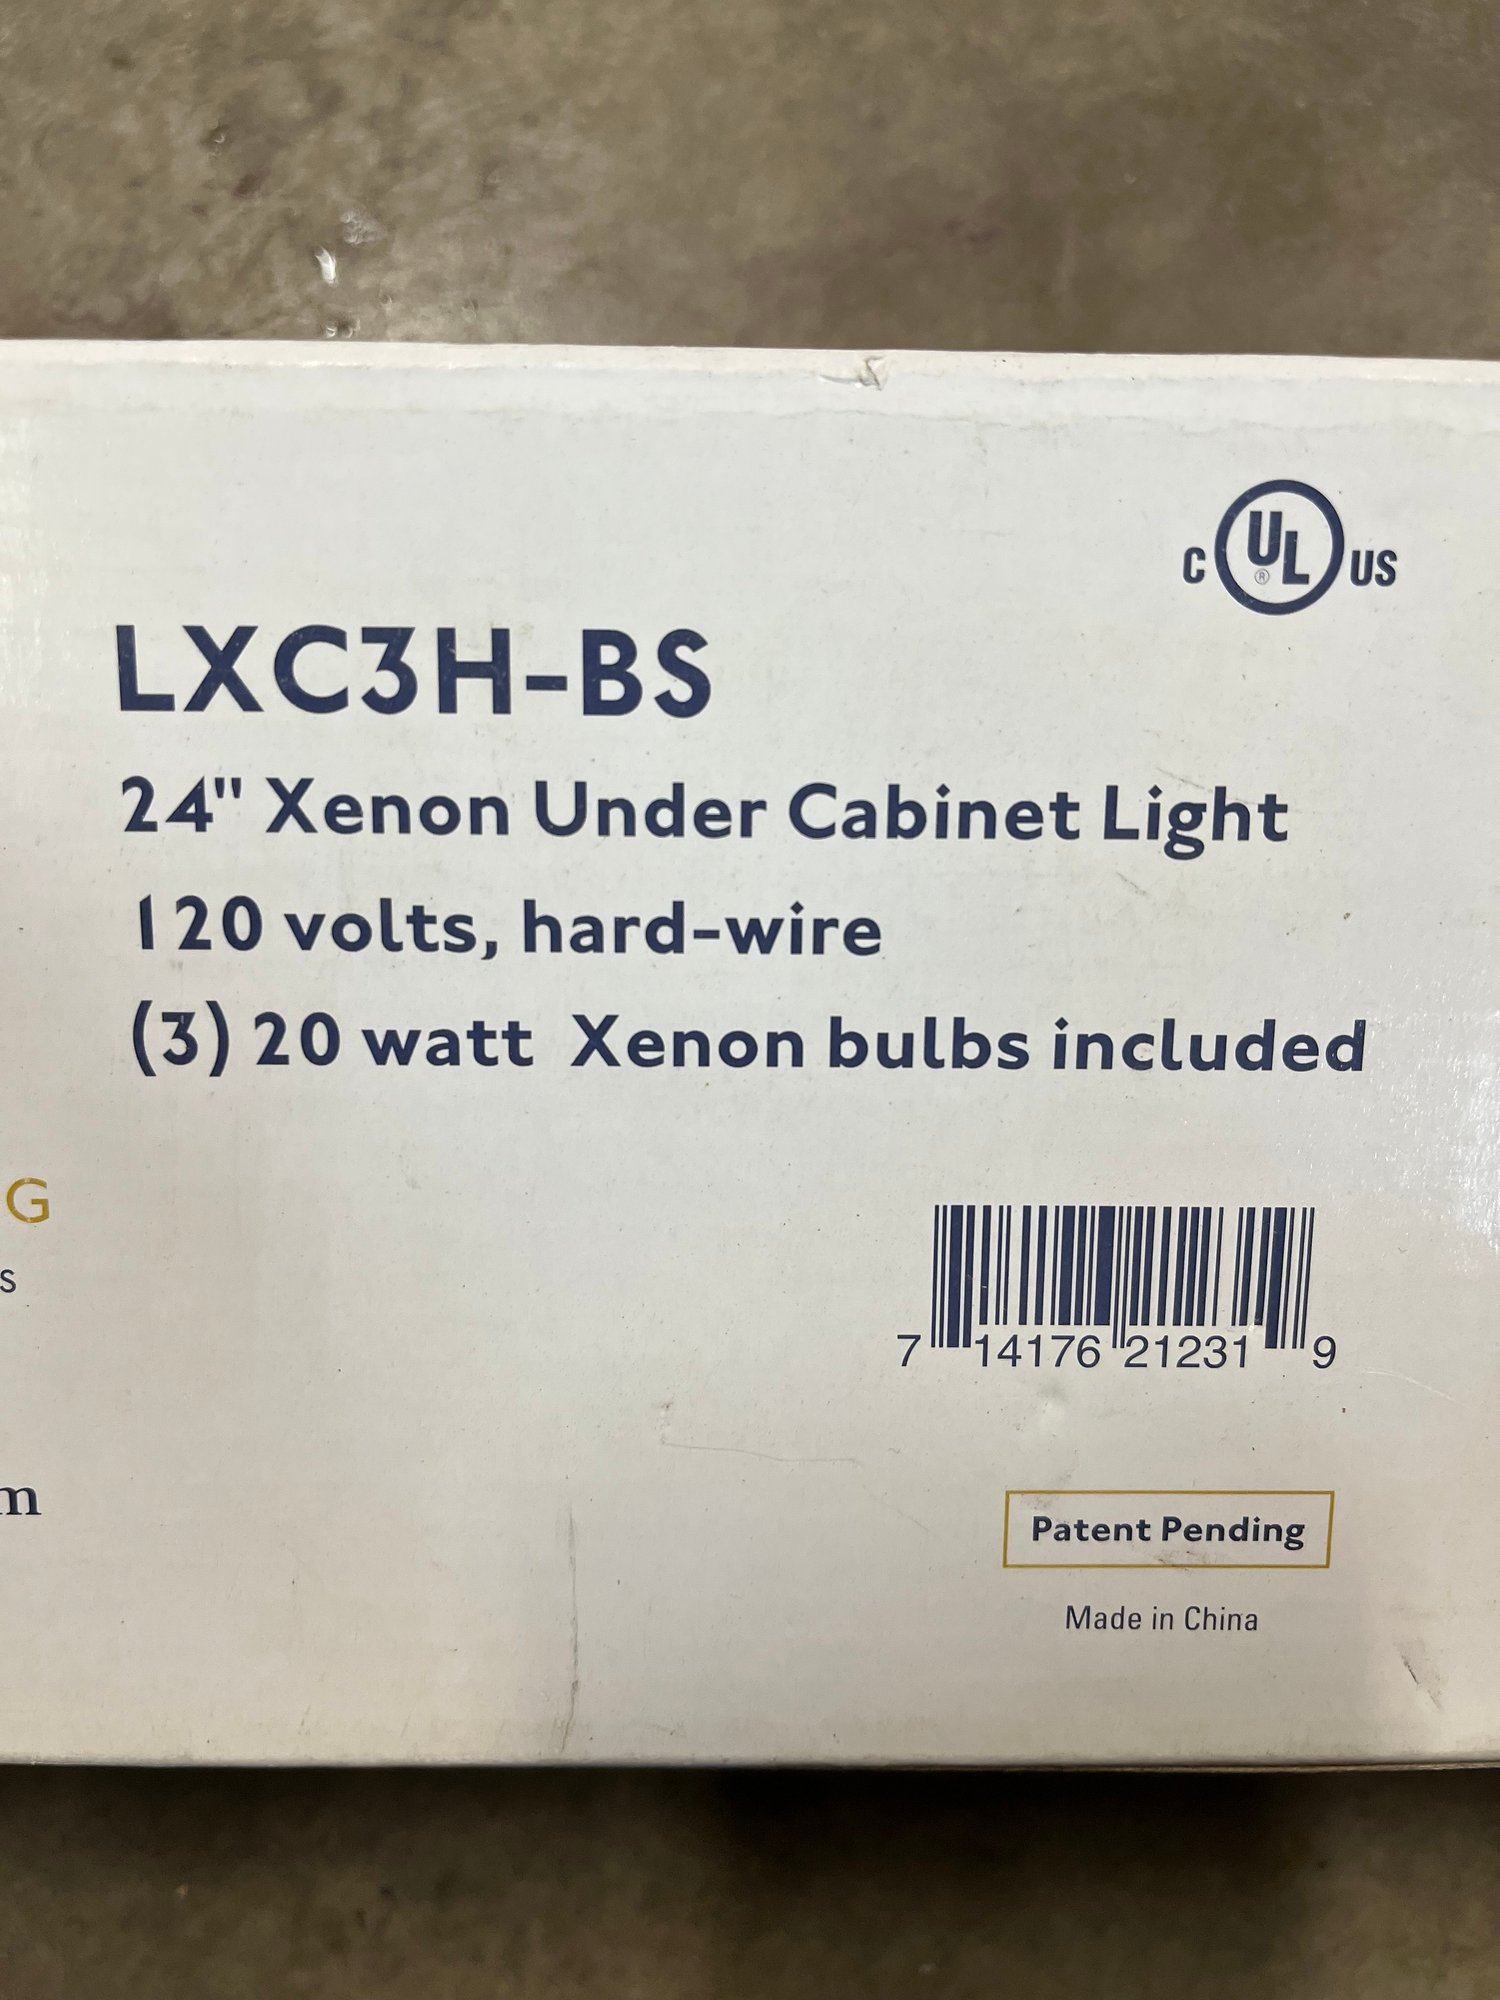 C UL® US
LXC3H-BS
24" Xenon Under Cabinet Light
120 volts, hard-wire
(3) 20 watt Xenon bulbs included
G
s
m
7 14176 21231 9
Patent Pending
Made in China